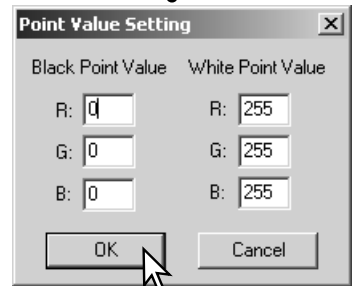 Point Value Setting
Black Point Value White Point Value
R: 0 R: 255
G: 0 G: 255
B: 0 B: 255
OK Cancel